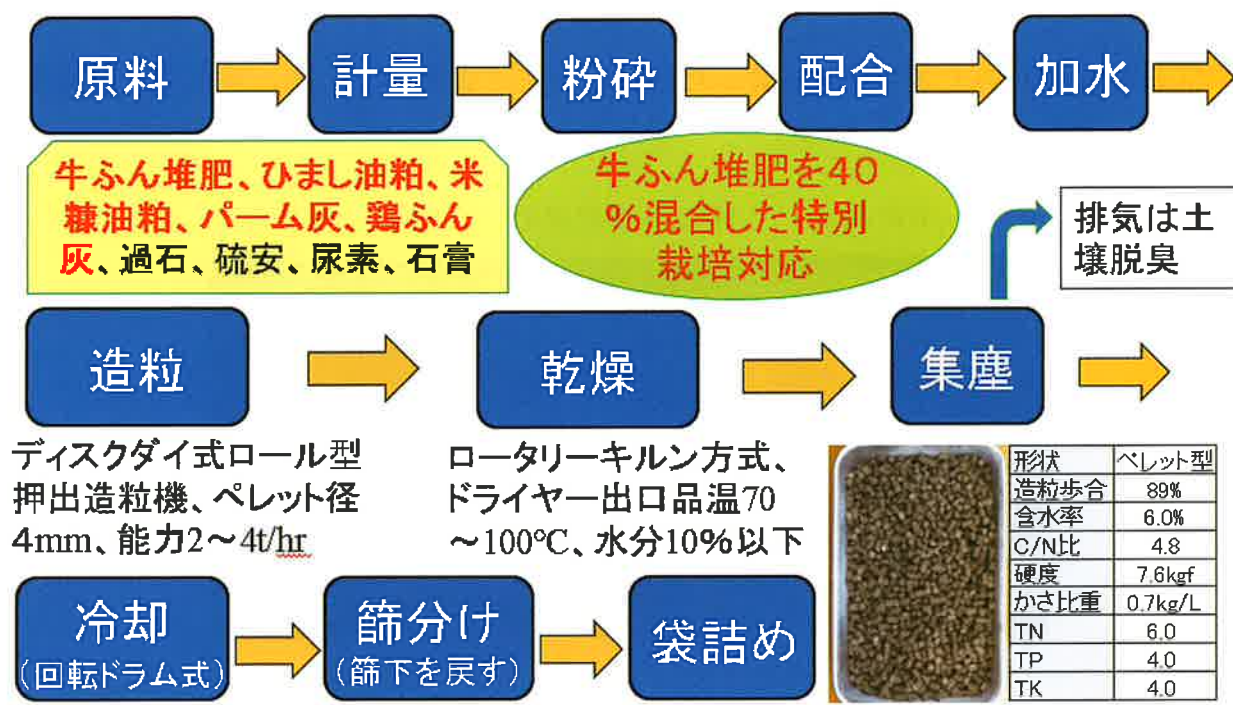 原料
計量
粉砕
配合
加水
牛ふん堆肥、ひまし油粕、米
糠油粕、パーム灰、鶏ふん
灰、過石、硫安、尿素、石膏
牛ふん堆肥を40
%混合した特別
栽培対応
排気は土
壌脱臭
造粒
乾燥
集塵
ディスクダイ式ロール型
押出造粒機、ペレット径
4mm、能力2～4t/hr
ロータリーキルン方式、
ドライヤー出口品温70
～100℃、水分10%以下
冷却
(回転ドラム式)
篩分け
(篩下を戻す)
袋詰め
形状 ペレット型
造粒歩合 89%
含水率 6.0%
C/N比 4.8
硬度 7.6kgf
かさ比重 0.7kg/L
TN 6.0
TP 4.0
TK 4.0